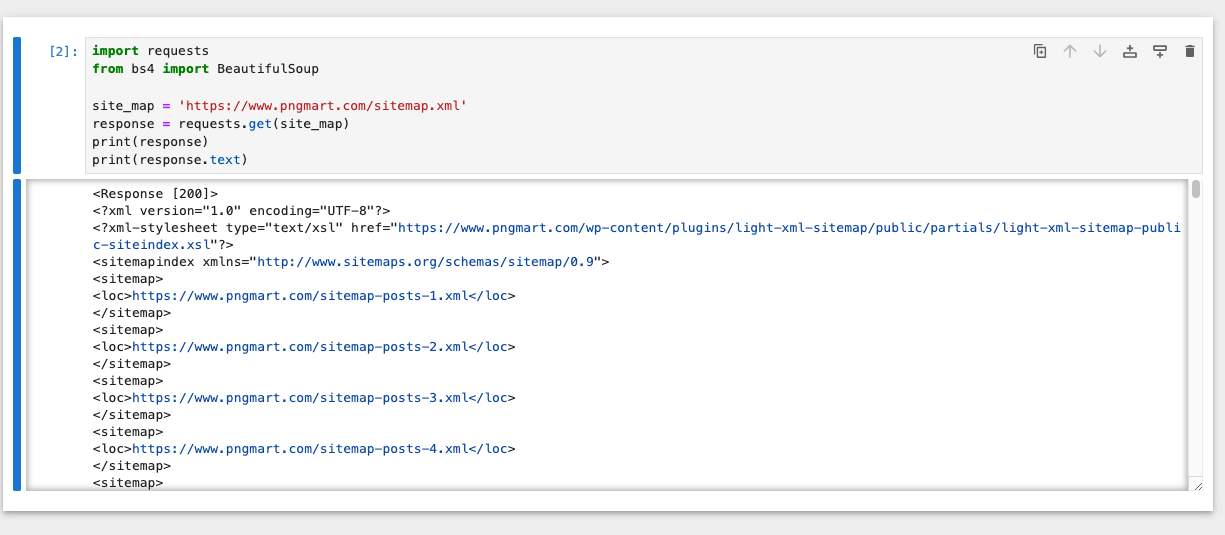 [2]:
import requests
from bs4 import BeautifulSoup
site_map = 'https://www.pngmart.com/sitemap.xml'
response = requests.get(site_map)
print(response)
print(response.text)
<Response [200]>
<?xml version="1.0" encoding="UTF-8"?>
<?xml-stylesheet type="text/xsl" href="https://www.pngmart.com/wp-content/plugins/light-xml-sitemap/public/partials/light-xml-sitemap-publi
c-siteindex.xsl"?>
<sitemapindex xmlns="http://www.sitemaps.org/schemas/sitemap/0.9">
<sitemap>
<loc>https://www.pngmart.com/sitemap-posts-1.xml</loc>
</sitemap>
<sitemap>
<loc>https://www.pngmart.com/sitemap-posts-2.xml</loc>
</sitemap>
<sitemap>
<loc>https://www.pngmart.com/sitemap-posts-3.xml</loc>
</sitemap>
<sitemap>
<loc>https://www.pngmart.com/sitemap-posts-4.xml</loc>
</sitemap>
<sitemap>